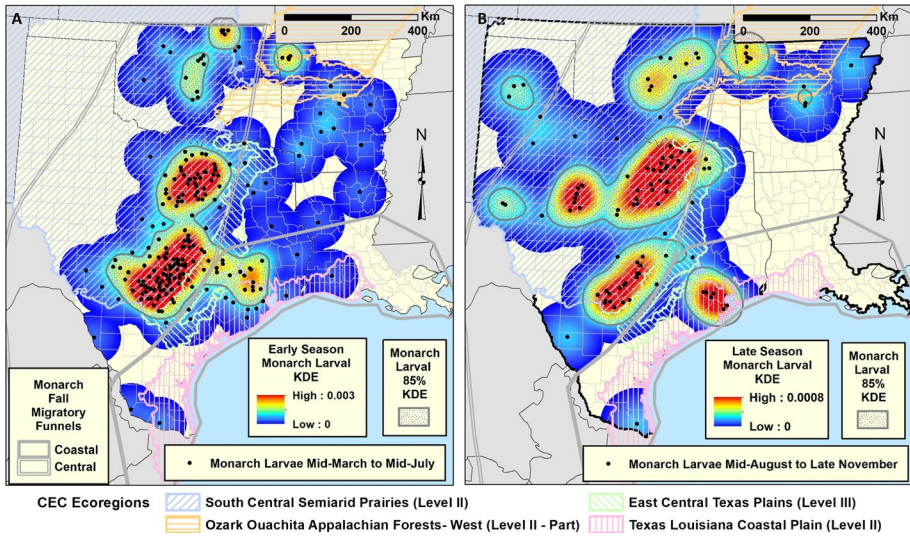 A
Km
0 200 400
N
Early Season
Monarch Larval
KDE
High : 0.003
Low : 0
Monarch
Larval
85%
KDE
Monarch
Fall
Migratory
Funnels
Coastal
Central
Monarch Larvae Mid-March to Mid-July
B
Km
0 200 400
N
Late Season
Monarch Larval
KDE
High : 0.0008
Low : 0
Monarch
Larval
85%
KDE
Monarch Larvae Mid-August to Late November
CEC Ecoregions
South Central Semiarid Prairies (Level II)
East Central Texas Plains (Level III)
Ozark Ouachita Appalachian Forests- West (Level II - Part)
Texas Louisiana Coastal Plain (Level II)